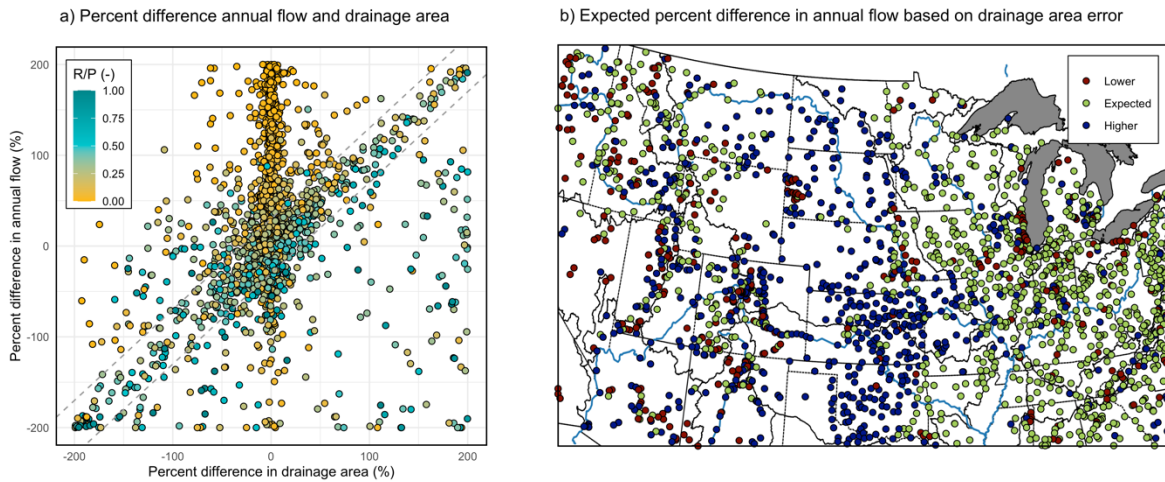 a) Percent difference annual flow and drainage area
R/P (-)
1.00
0.75
0.50
0.25
0.00
200
100
0
-100
-200
Percent difference in annual flow (%)
-200
-100
0
100
200
Percent difference in drainage area (%)
b) Expected percent difference in annual flow based on drainage area error
Lower
Expected
Higher